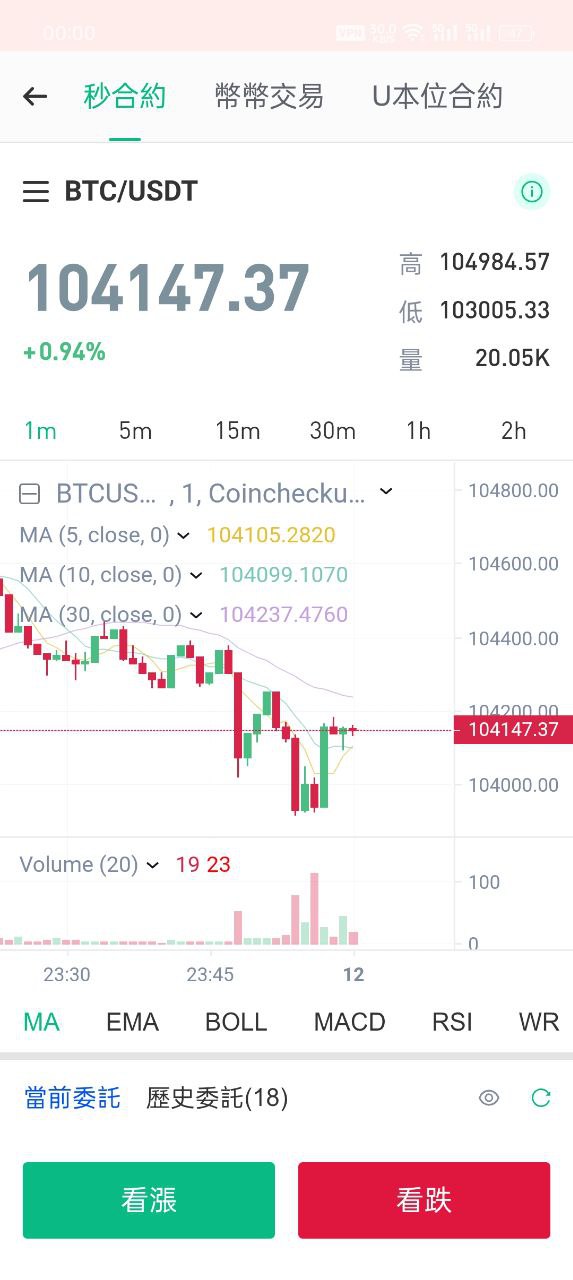 00:00 VPN
秒合約 幣幣交易 U本位合約
BTC/USDT
104147.37
+0.94%
高 104984.57
低 103005.33
量 20.05K
1m 5m 15m 30m 1h 2h
BTCUS... , 1, Coinchecku...
MA (5, close, 0) 104105.2820
MA (10, close, 0) 104099.1070
MA (30, close, 0) 104237.4760
104800.00
104600.00
104400.00
104200.00
104147.37
104000.00
Volume (20) 19 23
100
0
23:30 23:45 12
MA EMA BOLL MACD RSI WR
當前委託 歷史委託(18)
看漲 看跌